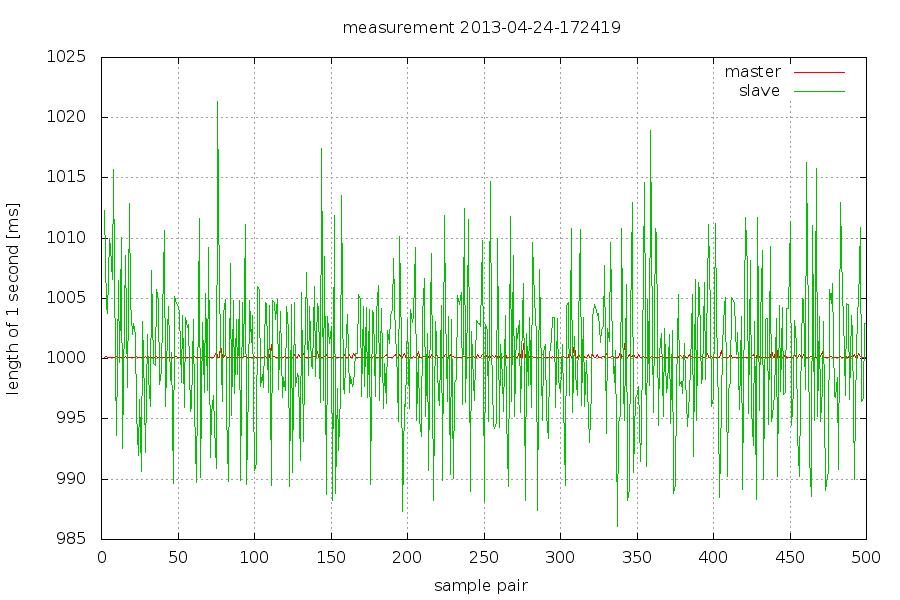 measurement 2013-04-24-172419
1025
1020
1015
1010
1005
1000
995
990
985
length of 1 second [ms]
master
slave
0 50 100 150 200 250 300 350 400 450 500
sample pair